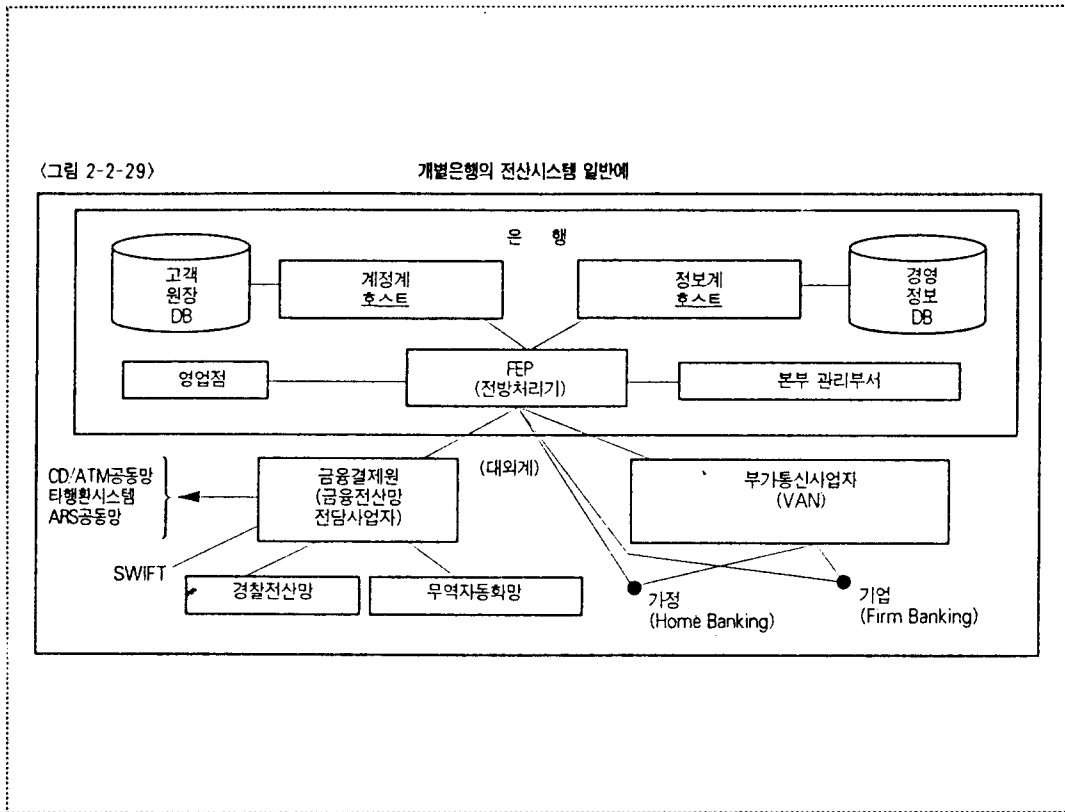 〈그림 2-2-29〉
개별은행의 전산시스템 일반예
은 행
고객
원장
DB
계정계
호스트
정보계
호스트
경영
정보
DB
영업점
FEP
(전방처리기)
본부 관리부서
CD/ATM공동망
타행환시스템
ARS공동망
금융결제원
(금융전산망
전담사업자)
(대외계)
부가통신사업자
(VAN)
SWIFT
경찰전산망
무역자동화망
가정
(Home Banking)
기업
(Firm Banking)